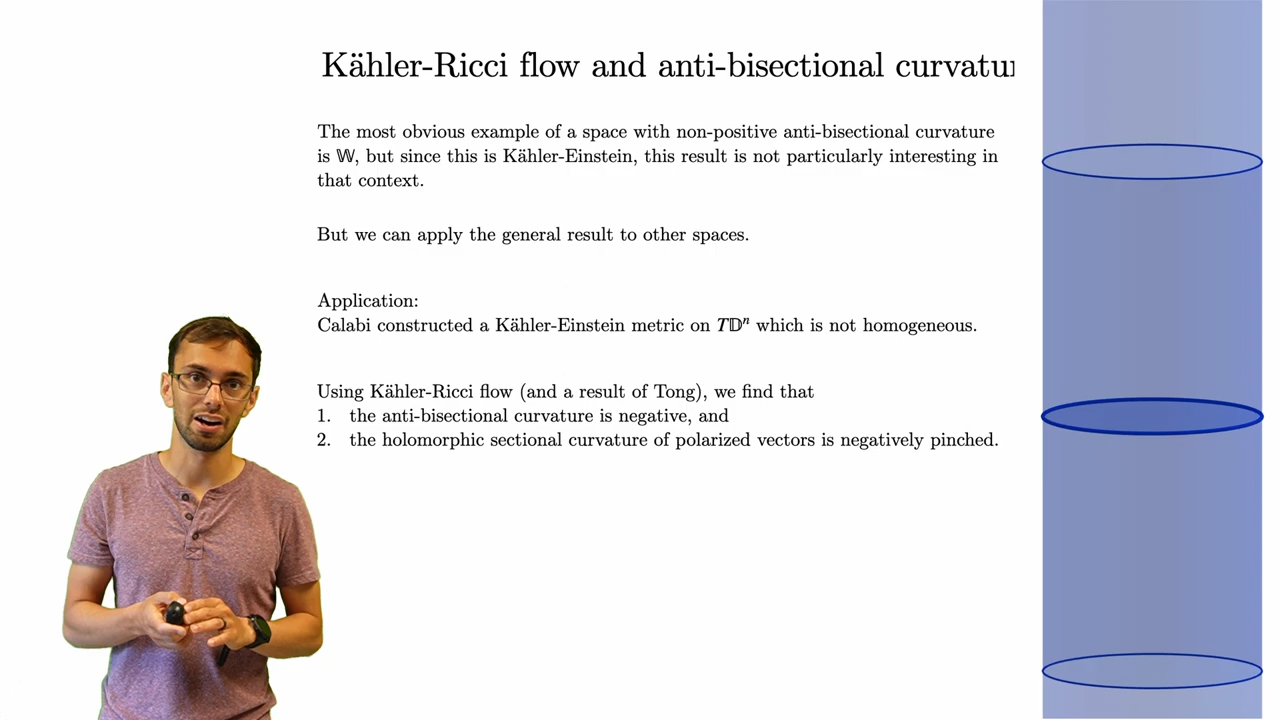 Kähler-Ricci flow and anti-bisectional curvatur
The most obvious example of a space with non-positive anti-bisectional curvature
is 𝕎, but since this is Kähler-Einstein, this result is not particularly interesting in
that context.
But we can apply the general result to other spaces.
Application:
Calabi constructed a Kähler-Einstein metric on T𝔻ⁿ which is not homogeneous.
Using Kähler-Ricci flow (and a result of Tong), we find that
1. the anti-bisectional curvature is negative, and
2. the holomorphic sectional curvature of polarized vectors is negatively pinched.